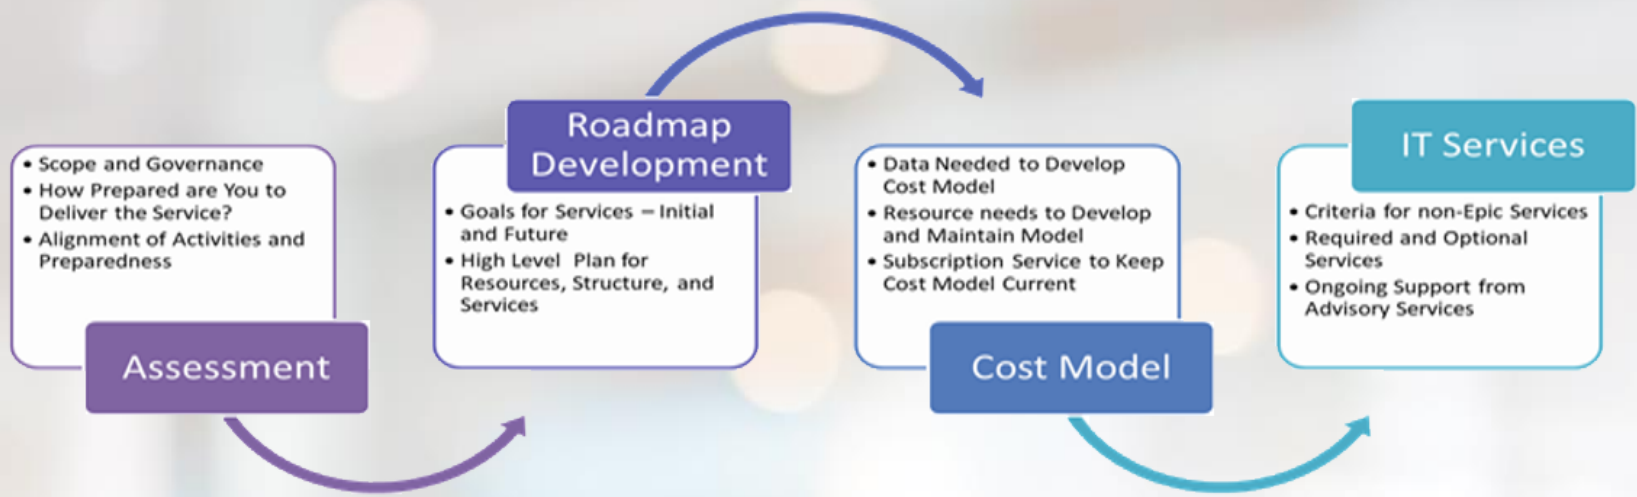 • Scope and Governance
• How Prepared are You to
Deliver the Service?
• Alignment of Activities and
Preparedness
Assessment
Roadmap
Development
• Goals for Services – Initial
and Future
• High Level Plan for
Resources, Structure, and
Services
• Data Needed to Develop
Cost Model
• Resource needs to Develop
and Maintain Model
• Subscription Service to Keep
Cost Model Current
Cost Model
IT Services
• Criteria for non-Epic Services
• Required and Optional
Services
• Ongoing Support from
Advisory Services